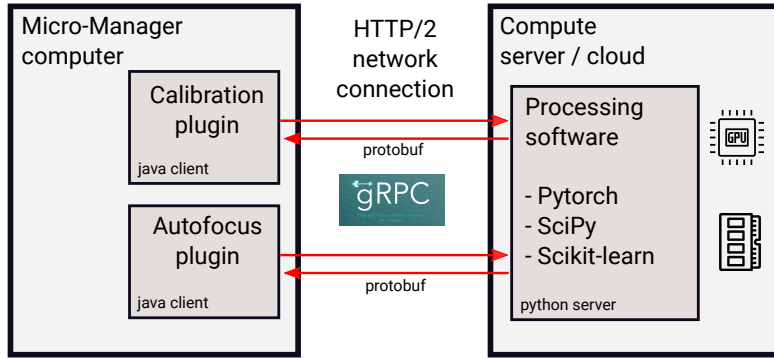 Micro-Manager
computer
Calibration
plugin
java client
Autofocus
plugin
java client
HTTP/2
network
connection
protobuf
gRPC
protobuf
Compute
server / cloud
Processing
software
- Pytorch
- SciPy
- Scikit-learn
python server
GPU